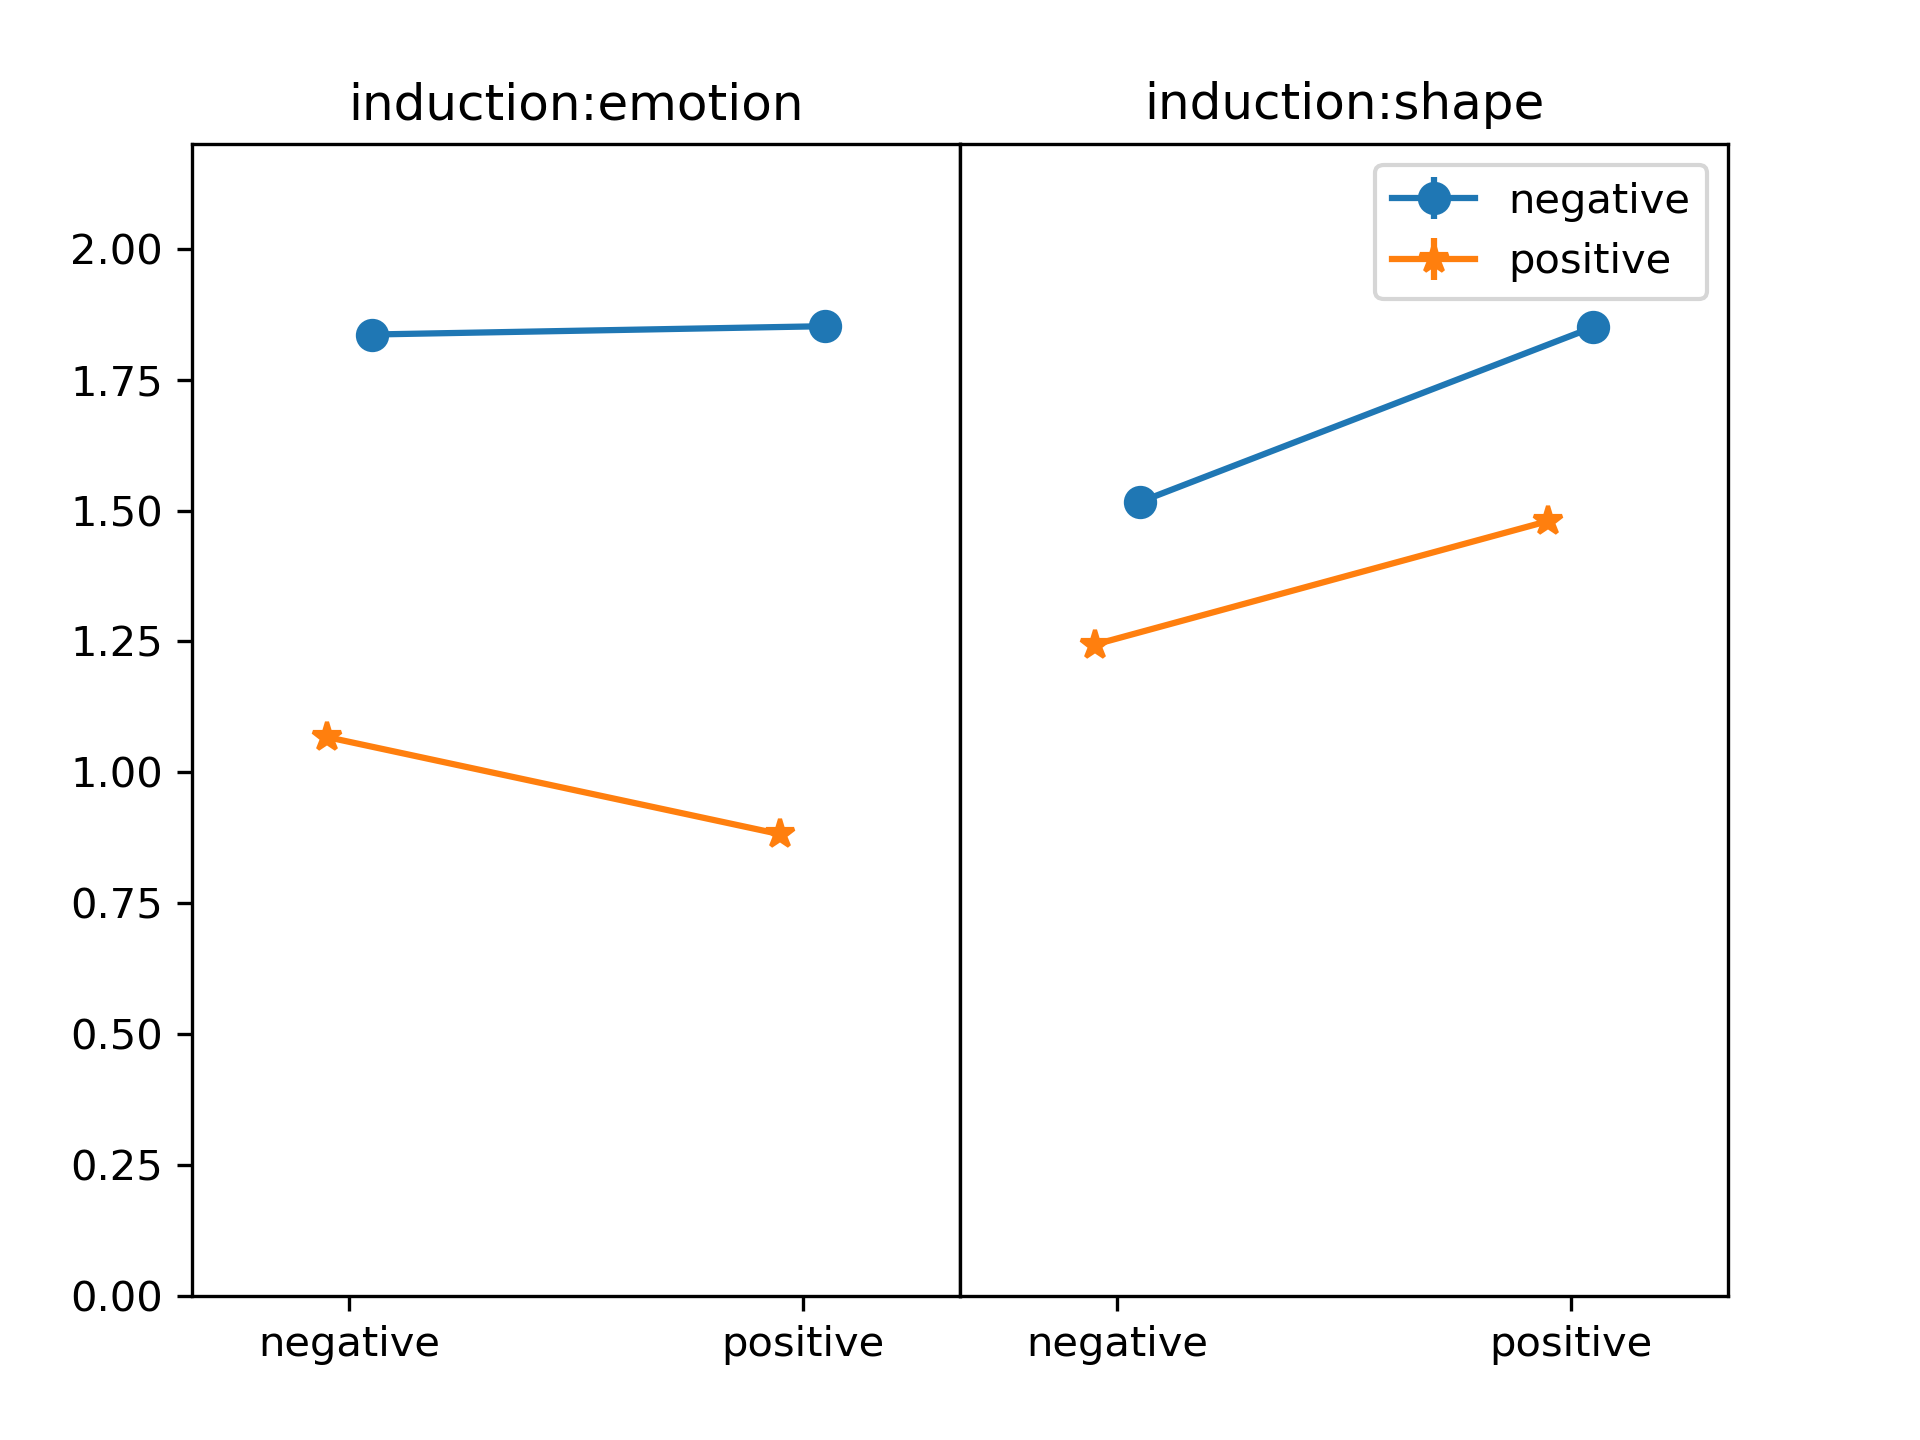 induction:emotion
induction:shape
negative
positive
2.00
1.75
1.50
1.25
1.00
0.75
0.50
0.25
0.00
negative
positive
negative
positive